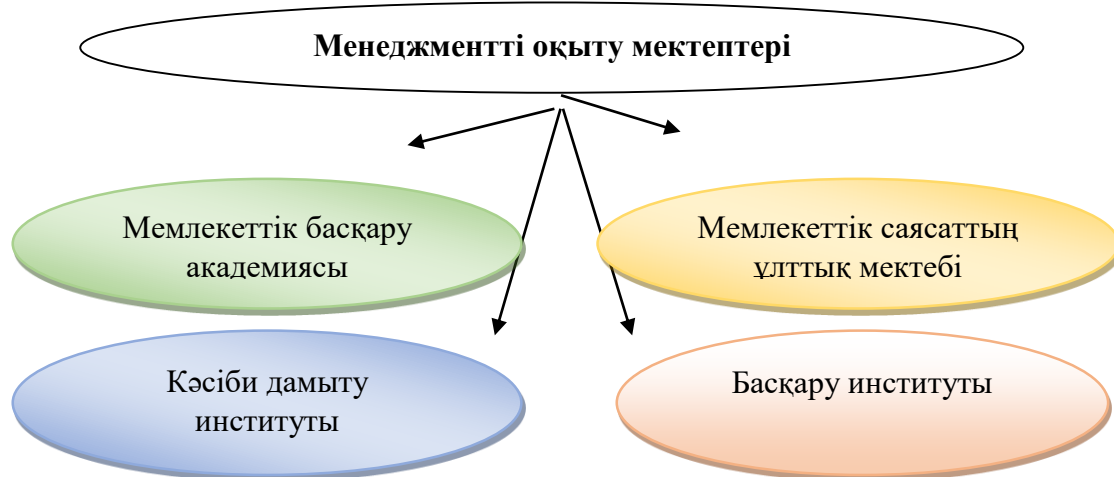 Менеджментті оқыту мектептері
Мемлекеттік басқару
академиясы
Мемлекеттік саясаттың
ұлттық мектебі
Кәсіби дамыту
институты
Басқару институты